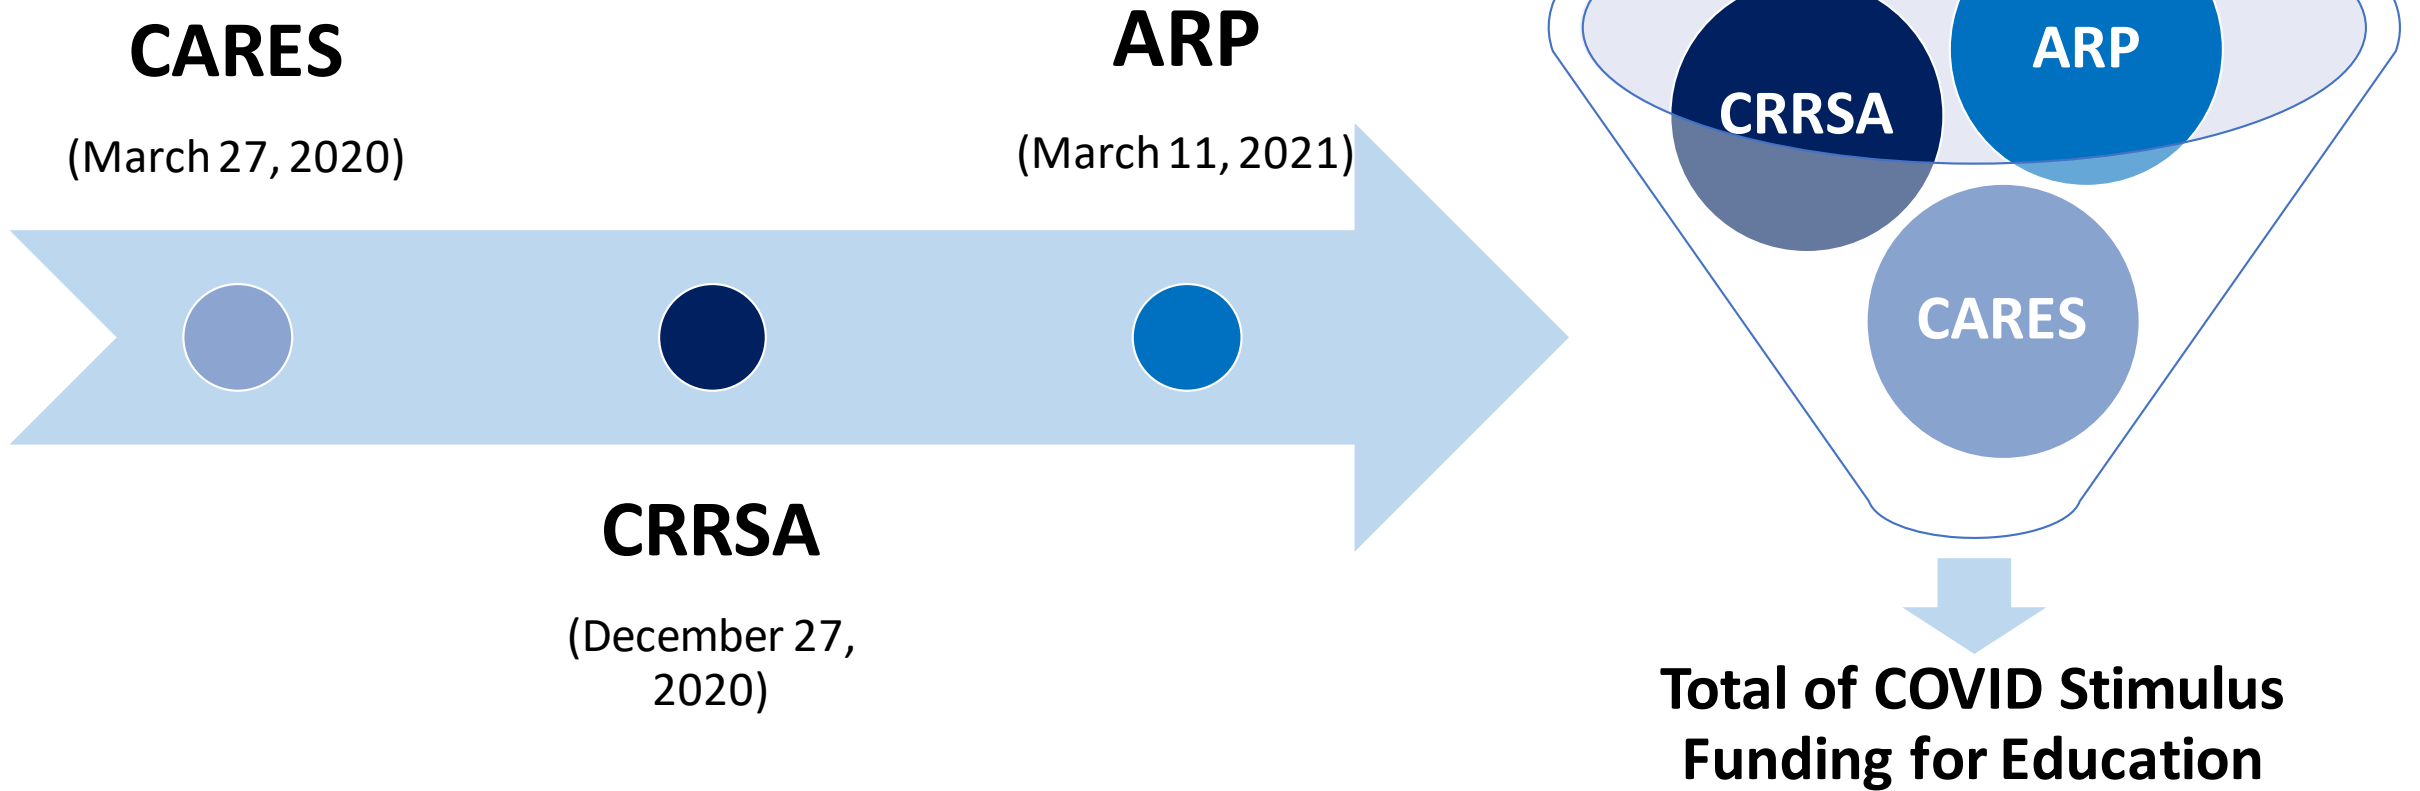 CARES
(March 27, 2020)
CRRSA
(December 27,
2020)
ARP
(March 11, 2021)
CRRSA
ARP
CARES
Total of COVID Stimulus
Funding for Education